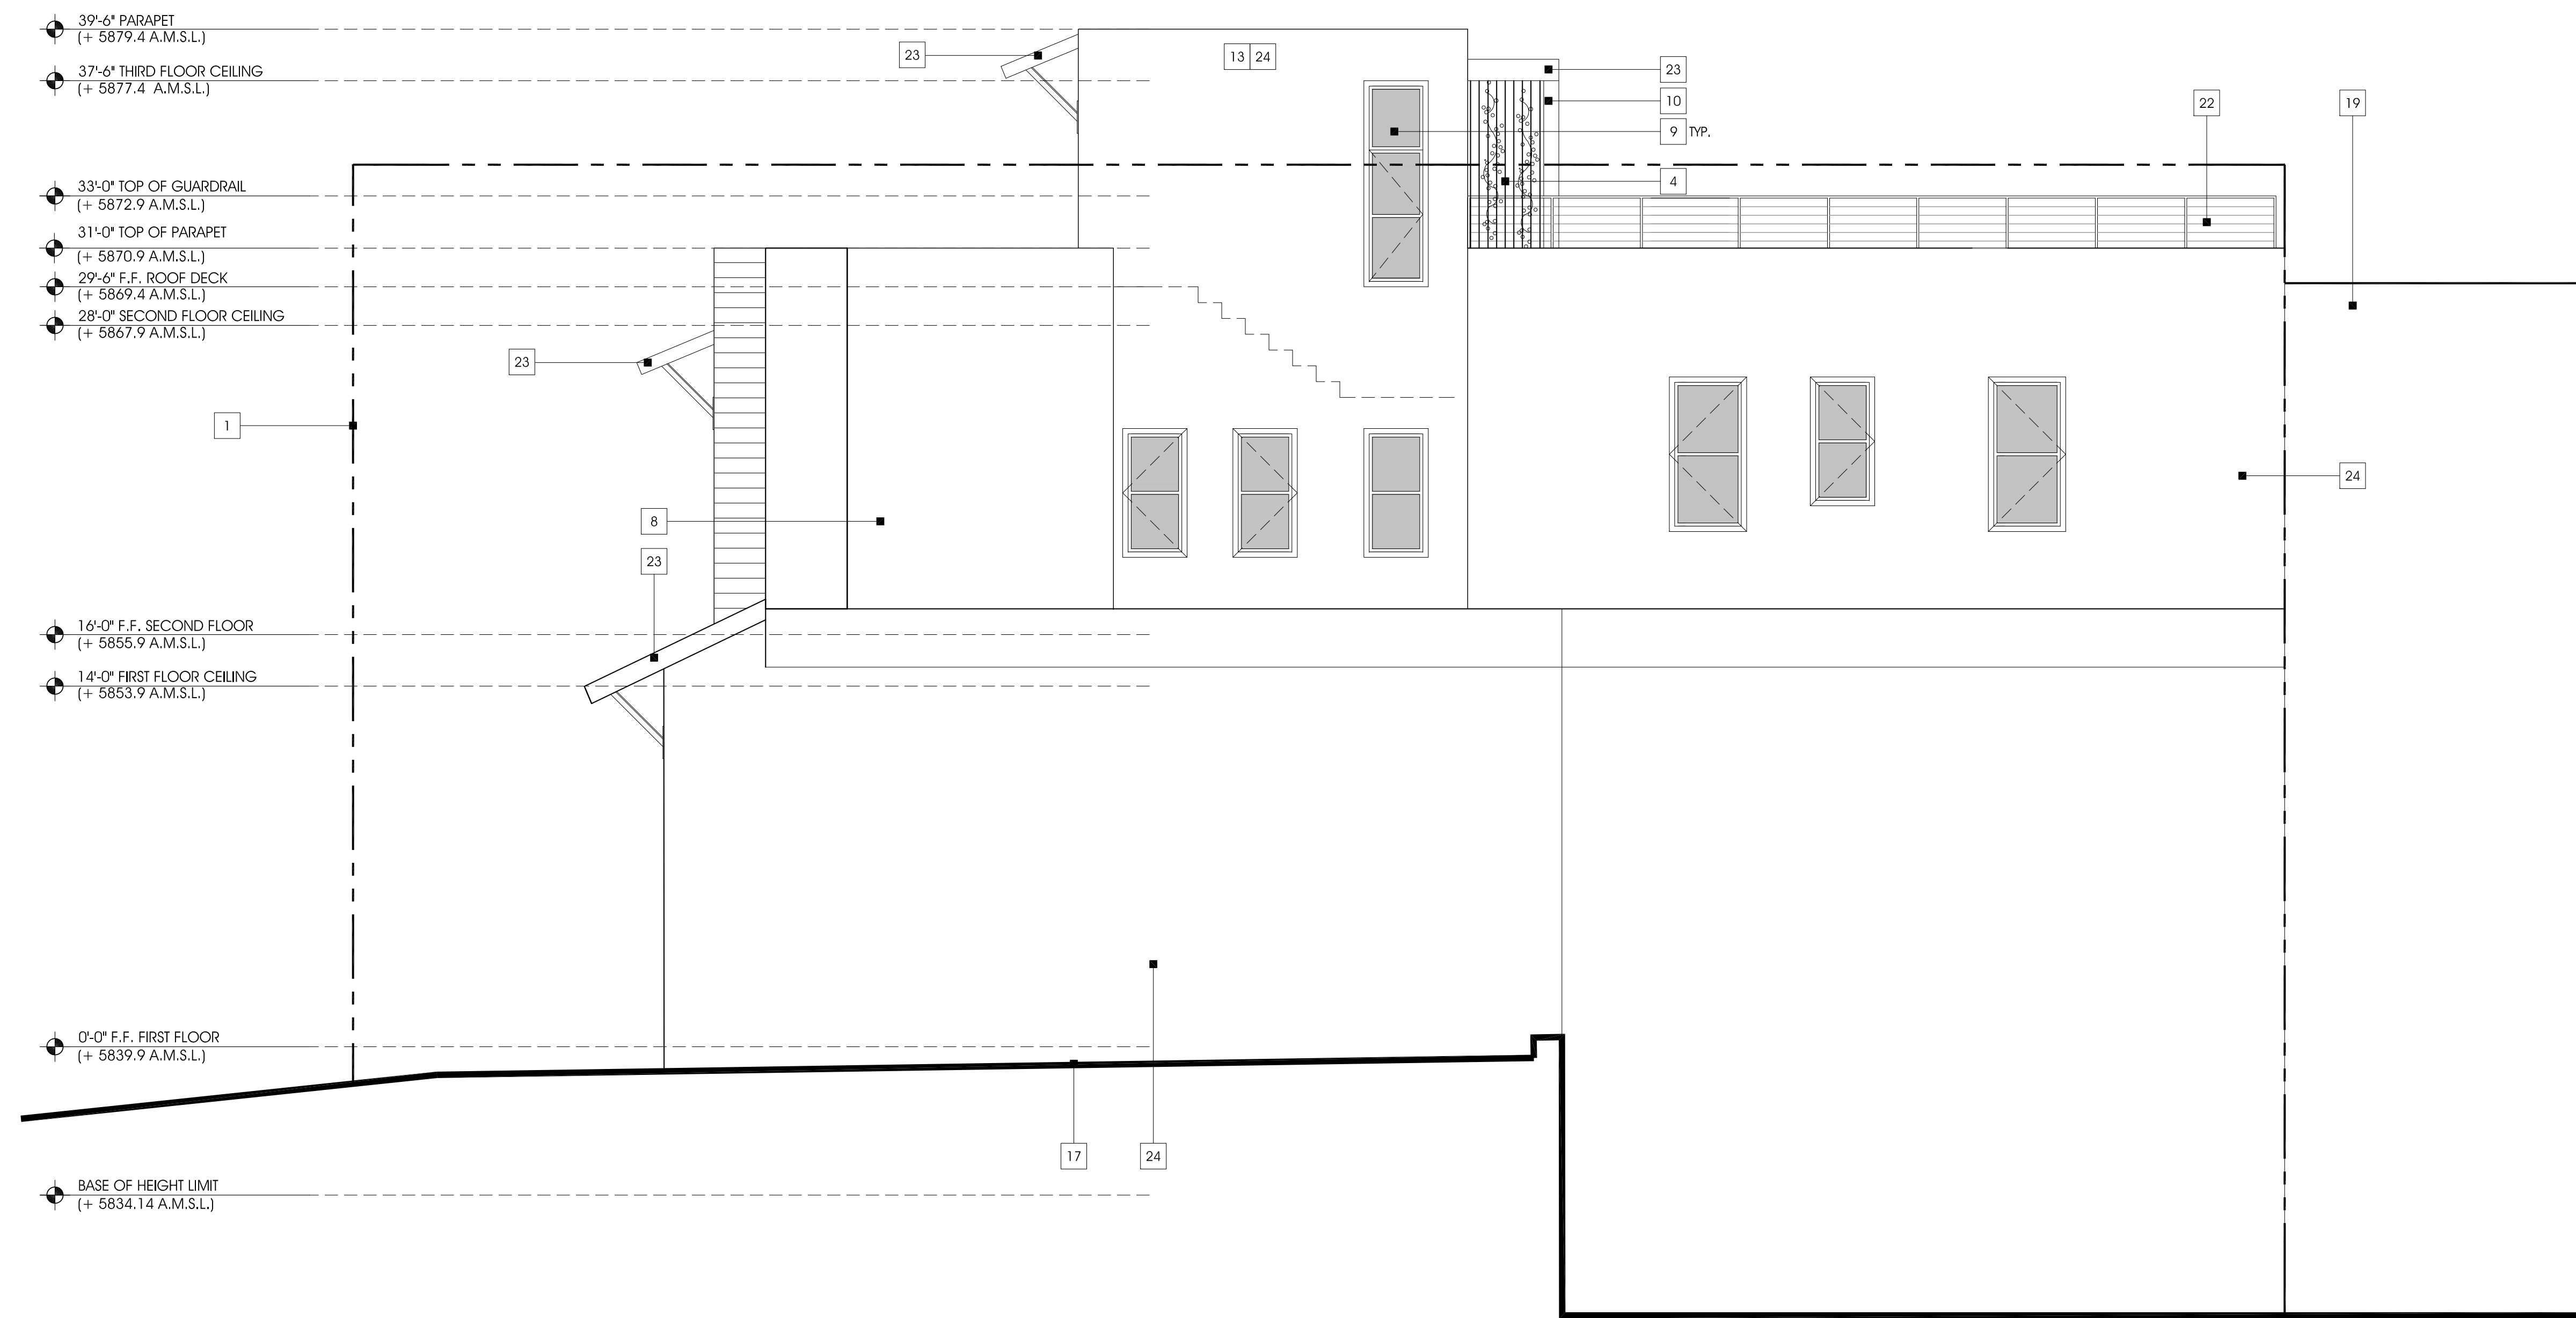 39'-6" PARAPET
(+ 5879.4 A.M.S.L.)
37'-6" THIRD FLOOR CEILING
(+ 5877.4 A.M.S.L.)
33'-0" TOP OF GUARDRAIL
(+ 5872.9 A.M.S.L.)
31'-0" TOP OF PARAPET
(+ 5870.9 A.M.S.L.)
29'-6" F.F. ROOF DECK
(+ 5869.4 A.M.S.L.)
28'-0" SECOND FLOOR CEILING
(+ 5867.9 A.M.S.L.)
16'-0" F.F. SECOND FLOOR
(+ 5855.9 A.M.S.L.)
14'-0" FIRST FLOOR CEILING
(+ 5853.9 A.M.S.L.)
0'-0" F.F. FIRST FLOOR
(+ 5839.9 A.M.S.L.)
BASE OF HEIGHT LIMIT
(+ 5834.14 A.M.S.L.)
23
13 24
23
10
9 TYP.
4
22
19
23
1
8
23
24
17
24